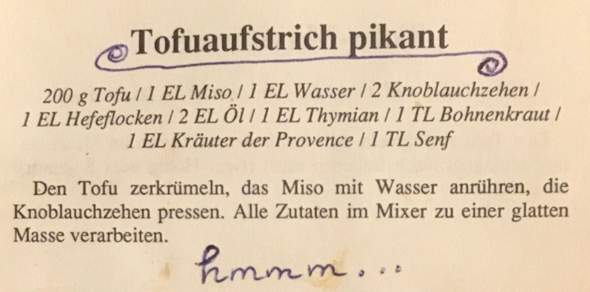 Tofuaufstrich pikant
200 g Tofu / 1 EL Miso / 1 EL Wasser / 2 Knoblauchzehen /
1 EL Hefeflocken / 2 EL Öl / 1 EL Thymian / 1 TL Bohnenkraut /
1 EL Kräuter der Provence / 1 TL Senf
Den Tofu zerkrümeln, das Miso mit Wasser anrühren, die
Knoblauchzehen pressen. Alle Zutaten im Mixer zu einer glatten
Masse verarbeiten.
hmmm...